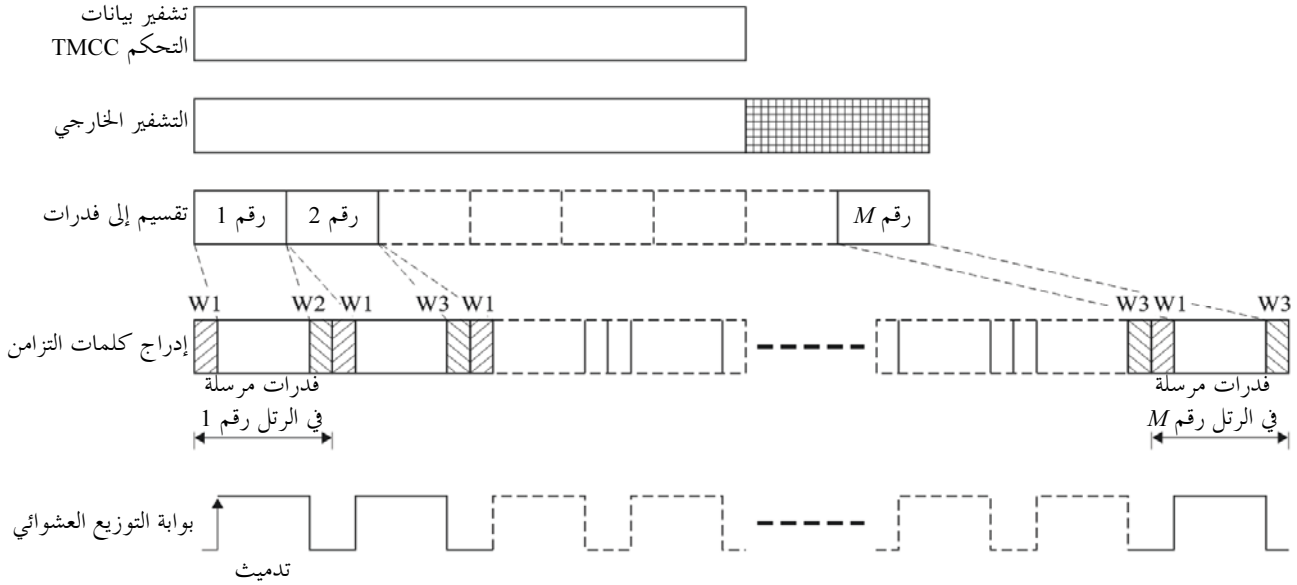 تشفير بيانات
التحكم TMCC
التشفير الخارجي
تقسيم إلى فدرات
رقم 1
رقم 2
رقم M
W1
W2
W1
W3
W1
W3
W1
W3
إدراج كلمات التزامن
فدرات مرسلة
في الرتل رقم 1
فدرات مرسلة
في الرتل رقم M
بوابة التوزيع العشوائي
تدميث